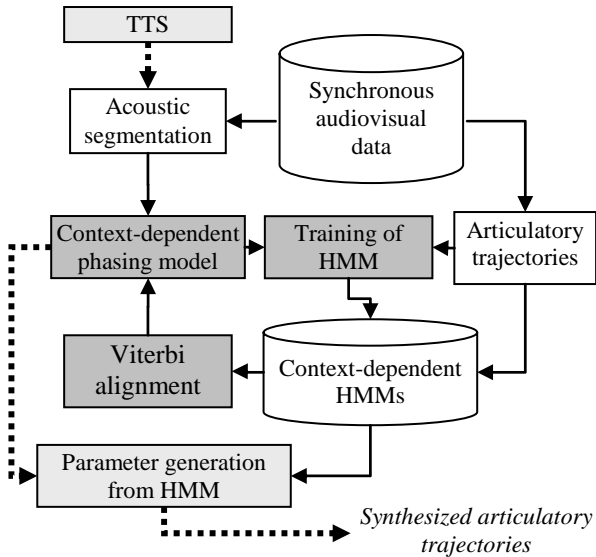 TTS
Synchronous
audiovisual
data
Acoustic
segmentation
Context-dependent
phasing model
Training of
HMM
Articulatory
trajectories
Viterbi
alignment
Context-dependent
HMMs
Parameter generation
from HMM
Synthesized articulatory
trajectories